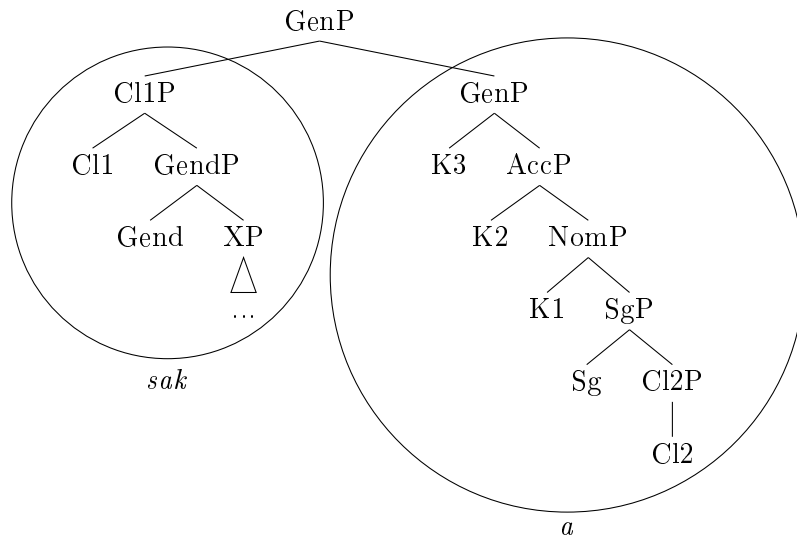 GenP
Cl1P GenP
Cl1 GendP K3 AccP
Gend XP K2 NomP
... K1 SgP
sak Sg Cl2P
Cl2
a